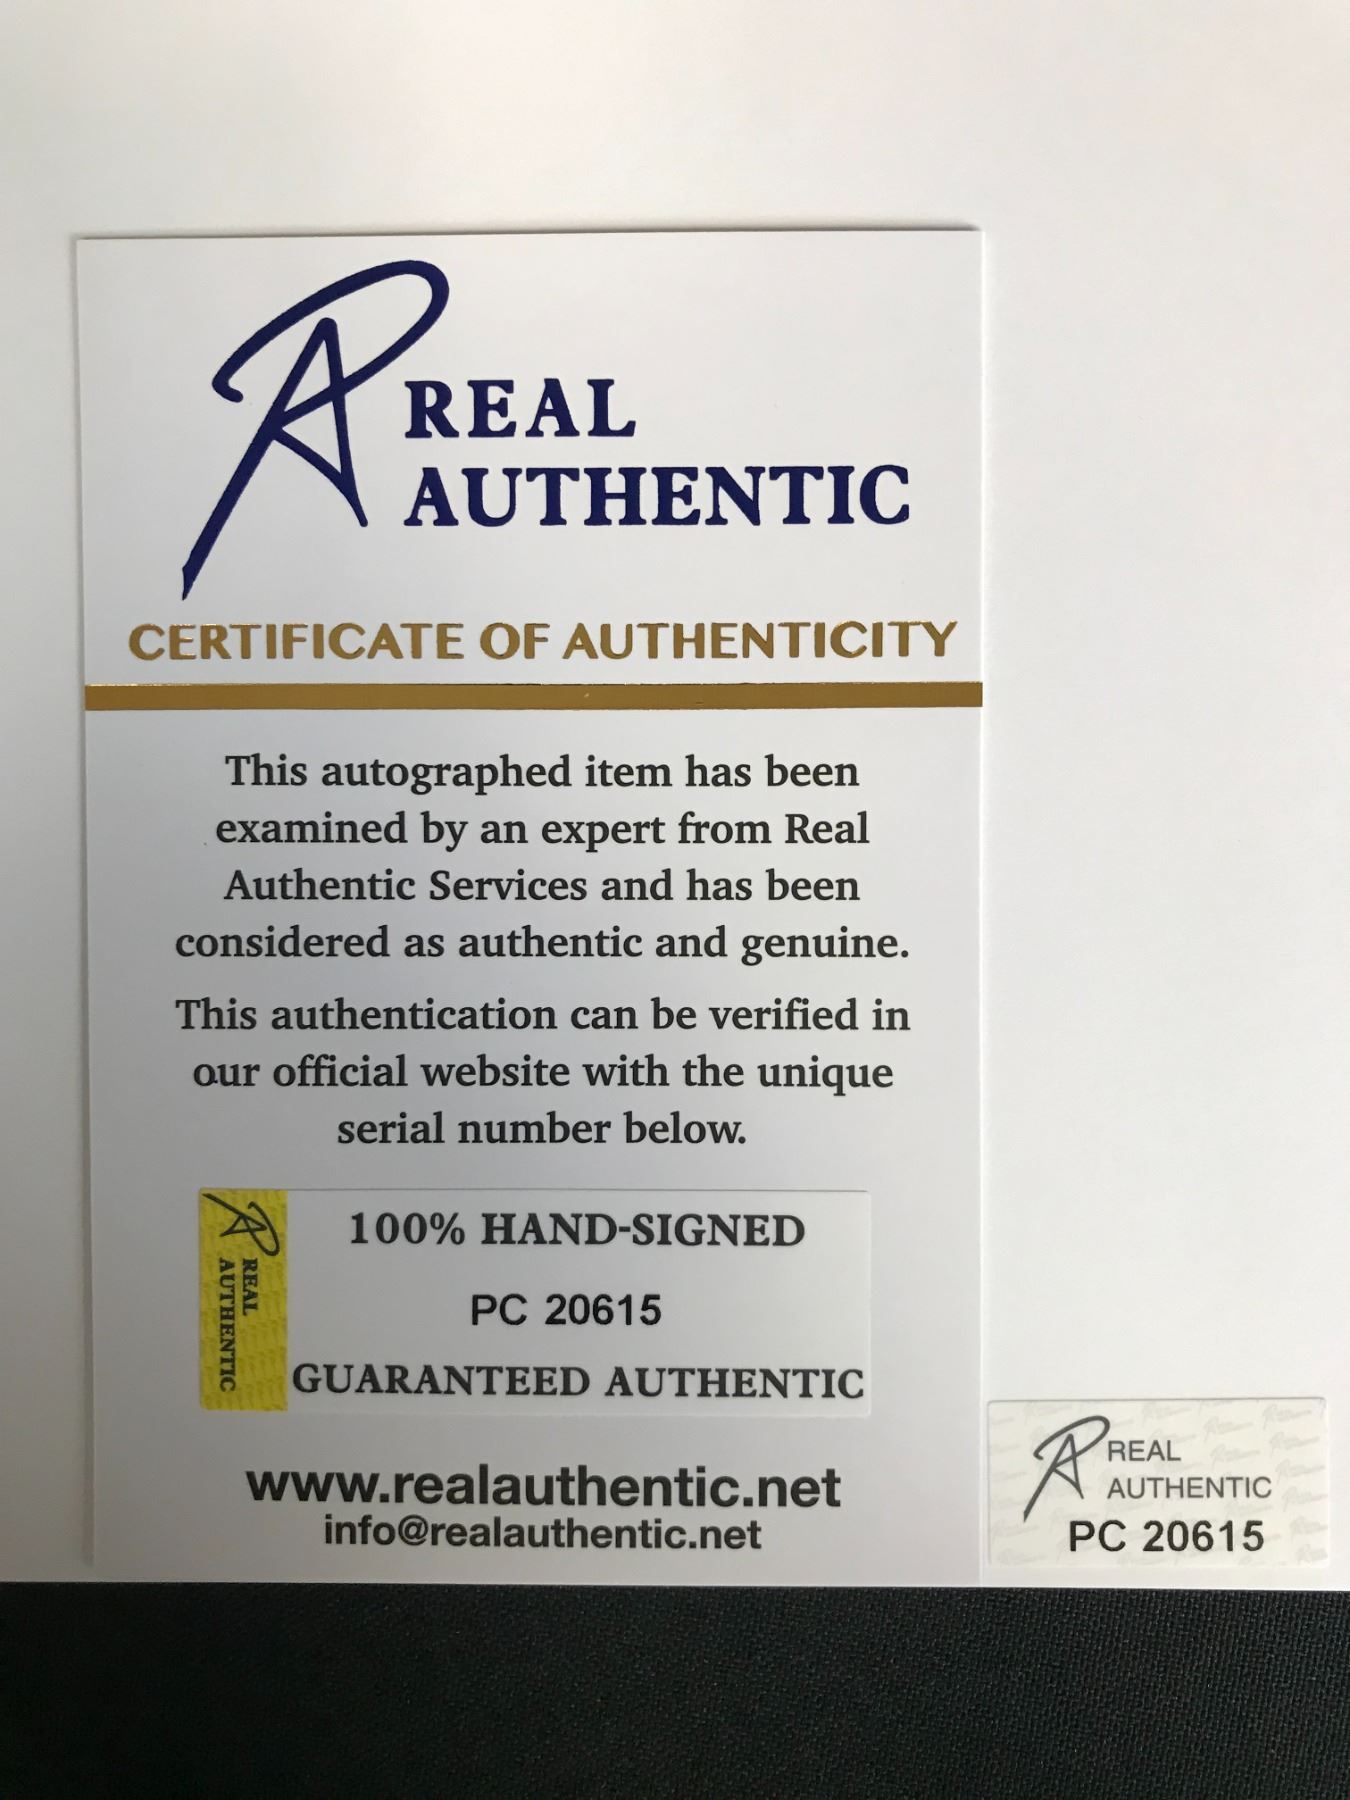 REAL
AUTHENTIC
CERTIFICATE OF AUTHENTICITY
This autographed item has been
examined by an expert from Real
Authentic Services and has been
considered as authentic and genuine.
This authentication can be verified in
our official website with the unique
serial number below.
REAL
AUTHENTIC
100% HAND-SIGNED
PC 20615
GUARANTEED AUTHENTIC
www.realauthentic.net
info@realauthentic.net
REAL
AUTHENTIC
PC 20615